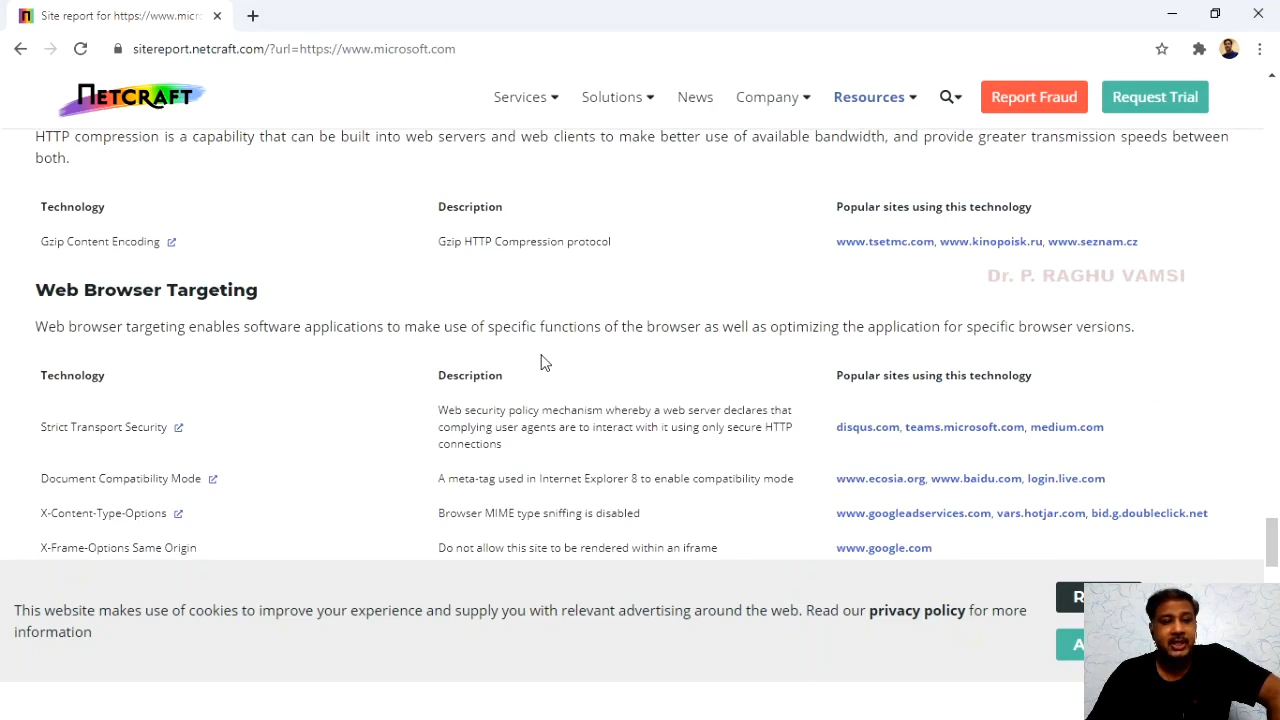 Site report for https://www.micr
sitereport.netcraft.com/?url=https://www.microsoft.com
NETCRAFT
Services
Solutions
News
Company
Resources
Report Fraud
Request Trial
HTTP compression is a capability that can be built into web servers and web clients to make better use of available bandwidth, and provide greater transmission speeds between
both.
Technology
Description
Popular sites using this technology
Gzip Content Encoding
Gzip HTTP Compression protocol
www.tsetmc.com, www.kinopoisk.ru, www.seznam.cz
Dr. P. RAGHU VAMSI
Web Browser Targeting
Web browser targeting enables software applications to make use of specific functions of the browser as well as optimizing the application for specific browser versions.
Technology
Description
Popular sites using this technology
Strict Transport Security
Web security policy mechanism whereby a web server declares that
complying user agents are to interact with it using only secure HTTP
connections
disqus.com, teams.microsoft.com, medium.com
Document Compatibility Mode
A meta-tag used in Internet Explorer 8 to enable compatibility mode
www.ecosia.org, www.baidu.com, login.live.com
X-Content-Type-Options
Browser MIME type sniffing is disabled
www.googleadservices.com, vars.hotjar.com, bid.g.doubleclick.net
X-Frame-Options Same Origin
Do not allow this site to be rendered within an iframe
www.google.com
This website makes use of cookies to improve your experience and supply you with relevant advertising around the web. Read our privacy policy for more
information